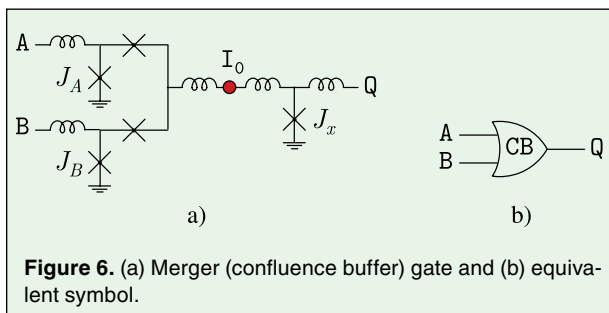 A
J_A
I_0
Q
B
J_B
J_x
a)
A
B
CB
Q
b)
Figure 6. (a) Merger (confluence buffer) gate and (b) equiva-
lent symbol.